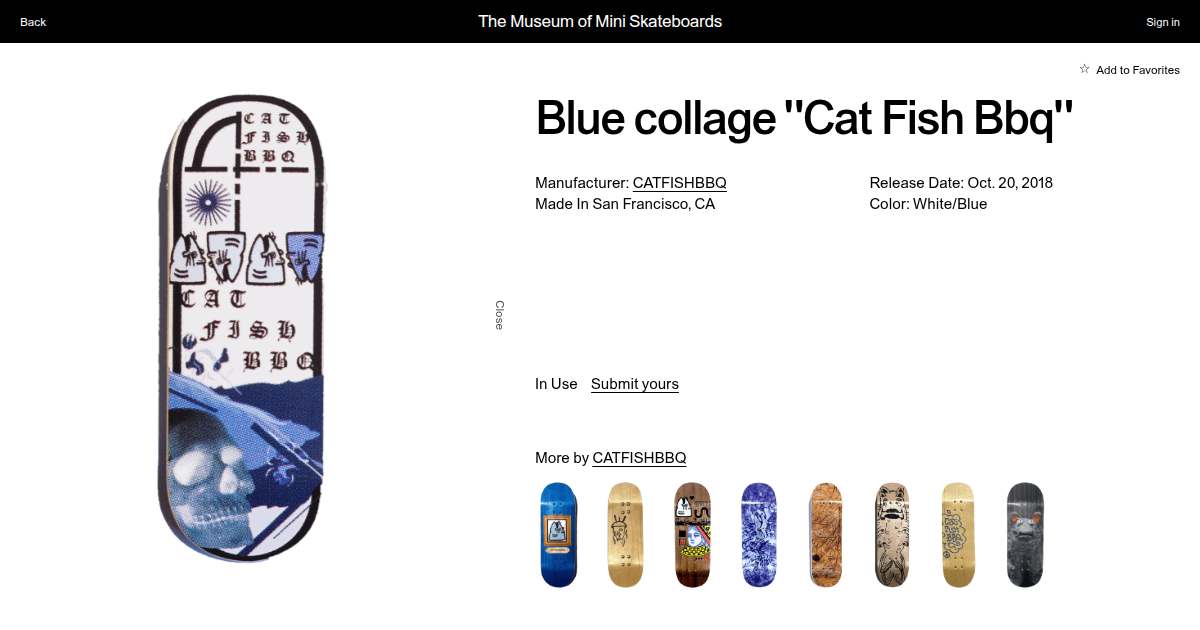 Back
The Museum of Mini Skateboards
Sign in
☆ Add to Favorites
CAT
FISH
BBQ
CAT
FISH
BBQ
Close
Blue collage "Cat Fish Bbq"
Manufacturer: CATFISHBBQ
Made In San Francisco, CA
Release Date: Oct. 20, 2018
Color: White/Blue
In Use Submit yours
More by CATFISHBBQ